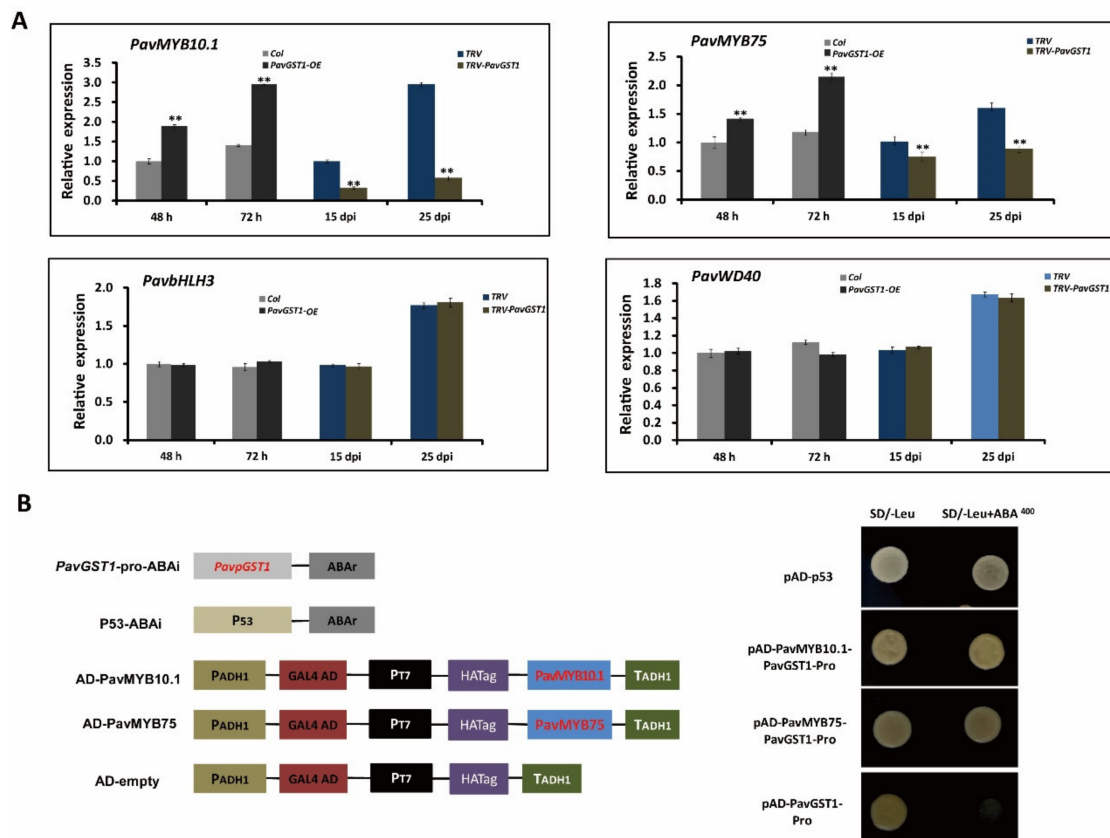 A
PavMYB10.1
Col
PavGST1-OE
TRV
TRV-PavGST1
Relative expression
3.5
3.0
2.5
2.0
1.5
1.0
0.5
0.0
**
**
**
**
48 h
72 h
15 dpi
25 dpi
PavMYB75
Col
PavGST1-OE
TRV
TRV-PavGST1
Relative expression
2.5
2.0
1.5
1.0
0.5
0.0
**
**
**
**
48 h
72 h
15 dpi
25 dpi
PavbHLH3
Col
PavGST1-OE
TRV
TRV-PavGST1
Relative expression
2.0
1.5
1.0
0.5
0.0
48 h
72 h
15 dpi
25 dpi
PavWD40
Col
PavGST1-OE
TRV
TRV-PavGST1
Relative expression
1.8
1.6
1.4
1.2
1.0
0.8
0.6
0.4
0.2
0.0
48 h
72 h
15 dpi
25 dpi
B
PavGST1-pro-ABAi PavpGST1 ABAr
P53-ABAi P53 ABAr
AD-PavMYB10.1 PADH1 GAL4 AD PT7 HATag PavMYB10.1 TADH1
AD-PavMYB75 PADH1 GAL4 AD PT7 HATag PavMYB75 TADH1
AD-empty PADH1 GAL4 AD PT7 HATag TADH1
SD/-Leu SD/-Leu+ABA 400
pAD-p53
pAD-PavMYB10.1-
PavGST1-Pro
pAD-PavMYB75-
PavGST1-Pro
pAD-PavGST1-
Pro